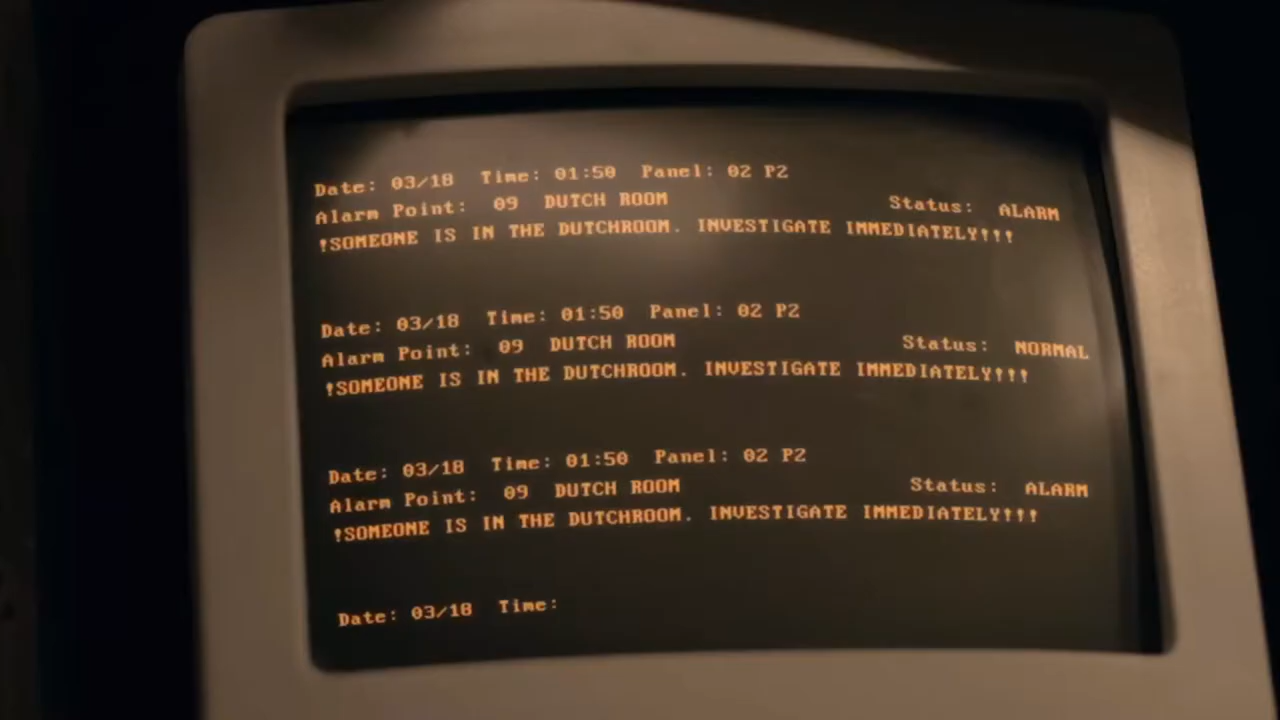 Date: 03/18 Time: 01:50 Panel: 02 P2
Alarm Point: 09 DUTCH ROOM Status: ALARM
!SOMEONE IS IN THE DUTCHROOM. INVESTIGATE IMMEDIATELY!!!
Date: 03/18 Time: 01:50 Panel: 02 P2
Alarm Point: 09 DUTCH ROOM Status: NORMAL
!SOMEONE IS IN THE DUTCHROOM. INVESTIGATE IMMEDIATELY!!!
Date: 03/18 Time: 01:50 Panel: 02 P2
Alarm Point: 09 DUTCH ROOM Status: ALARM
!SOMEONE IS IN THE DUTCHROOM. INVESTIGATE IMMEDIATELY!!!
Date: 03/18 Time: